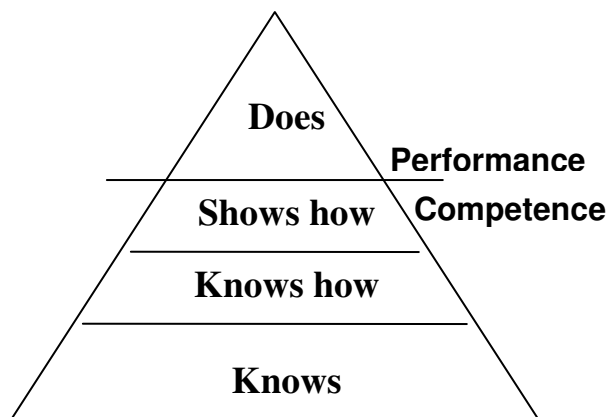 Does
Performance
Shows how
Competence
Knows how
Knows